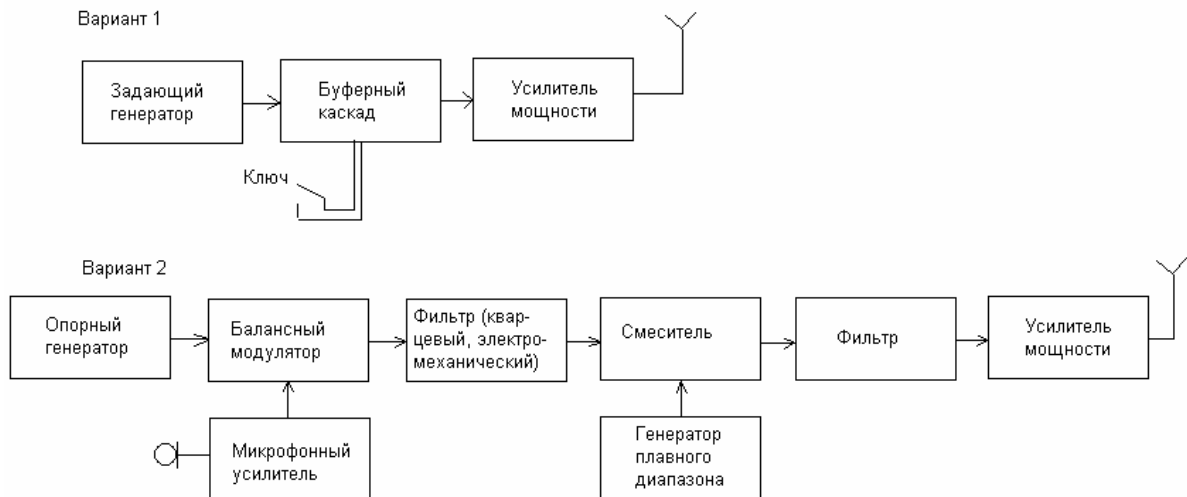 Вариант 1
Задающий
генератор
Буферный
каскад
Усилитель
мощности
Ключ
Вариант 2
Опорный
генератор
Балансный
модулятор
Фильтр (квар-
цевый, электро-
механический)
Смеситель
Фильтр
Усилитель
мощности
Микрофонный
усилитель
Генератор
плавного
диапазона